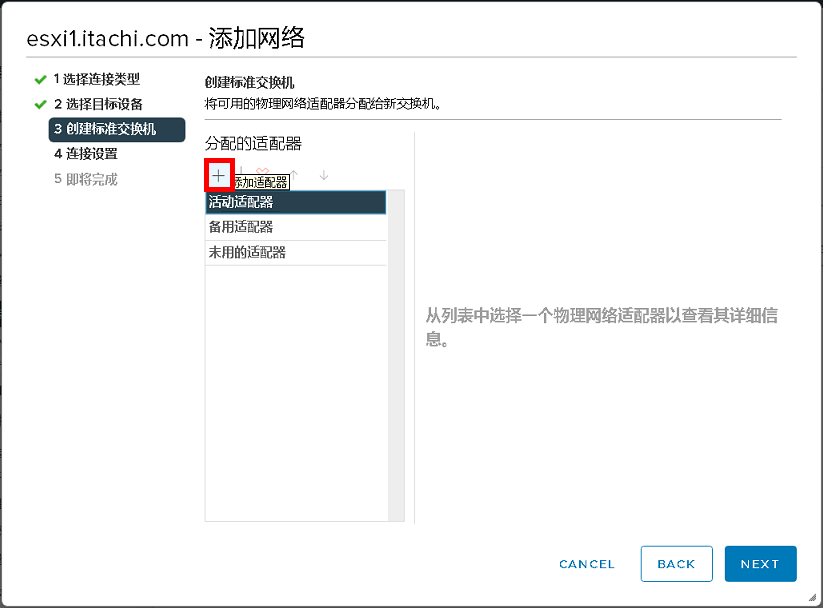 esxi1.itachi.com - 添加网络
1 选择连接类型
2 选择目标设备
3 创建标准交换机
4 连接设置
5 即将完成
创建标准交换机
将可用的物理网络适配器分配给新交换机。
分配的适配器
添加适配器
活动适配器
备用适配器
未用的适配器
从列表中选择一个物理网络适配器以查看其详细信
息。
CANCEL
BACK
NEXT